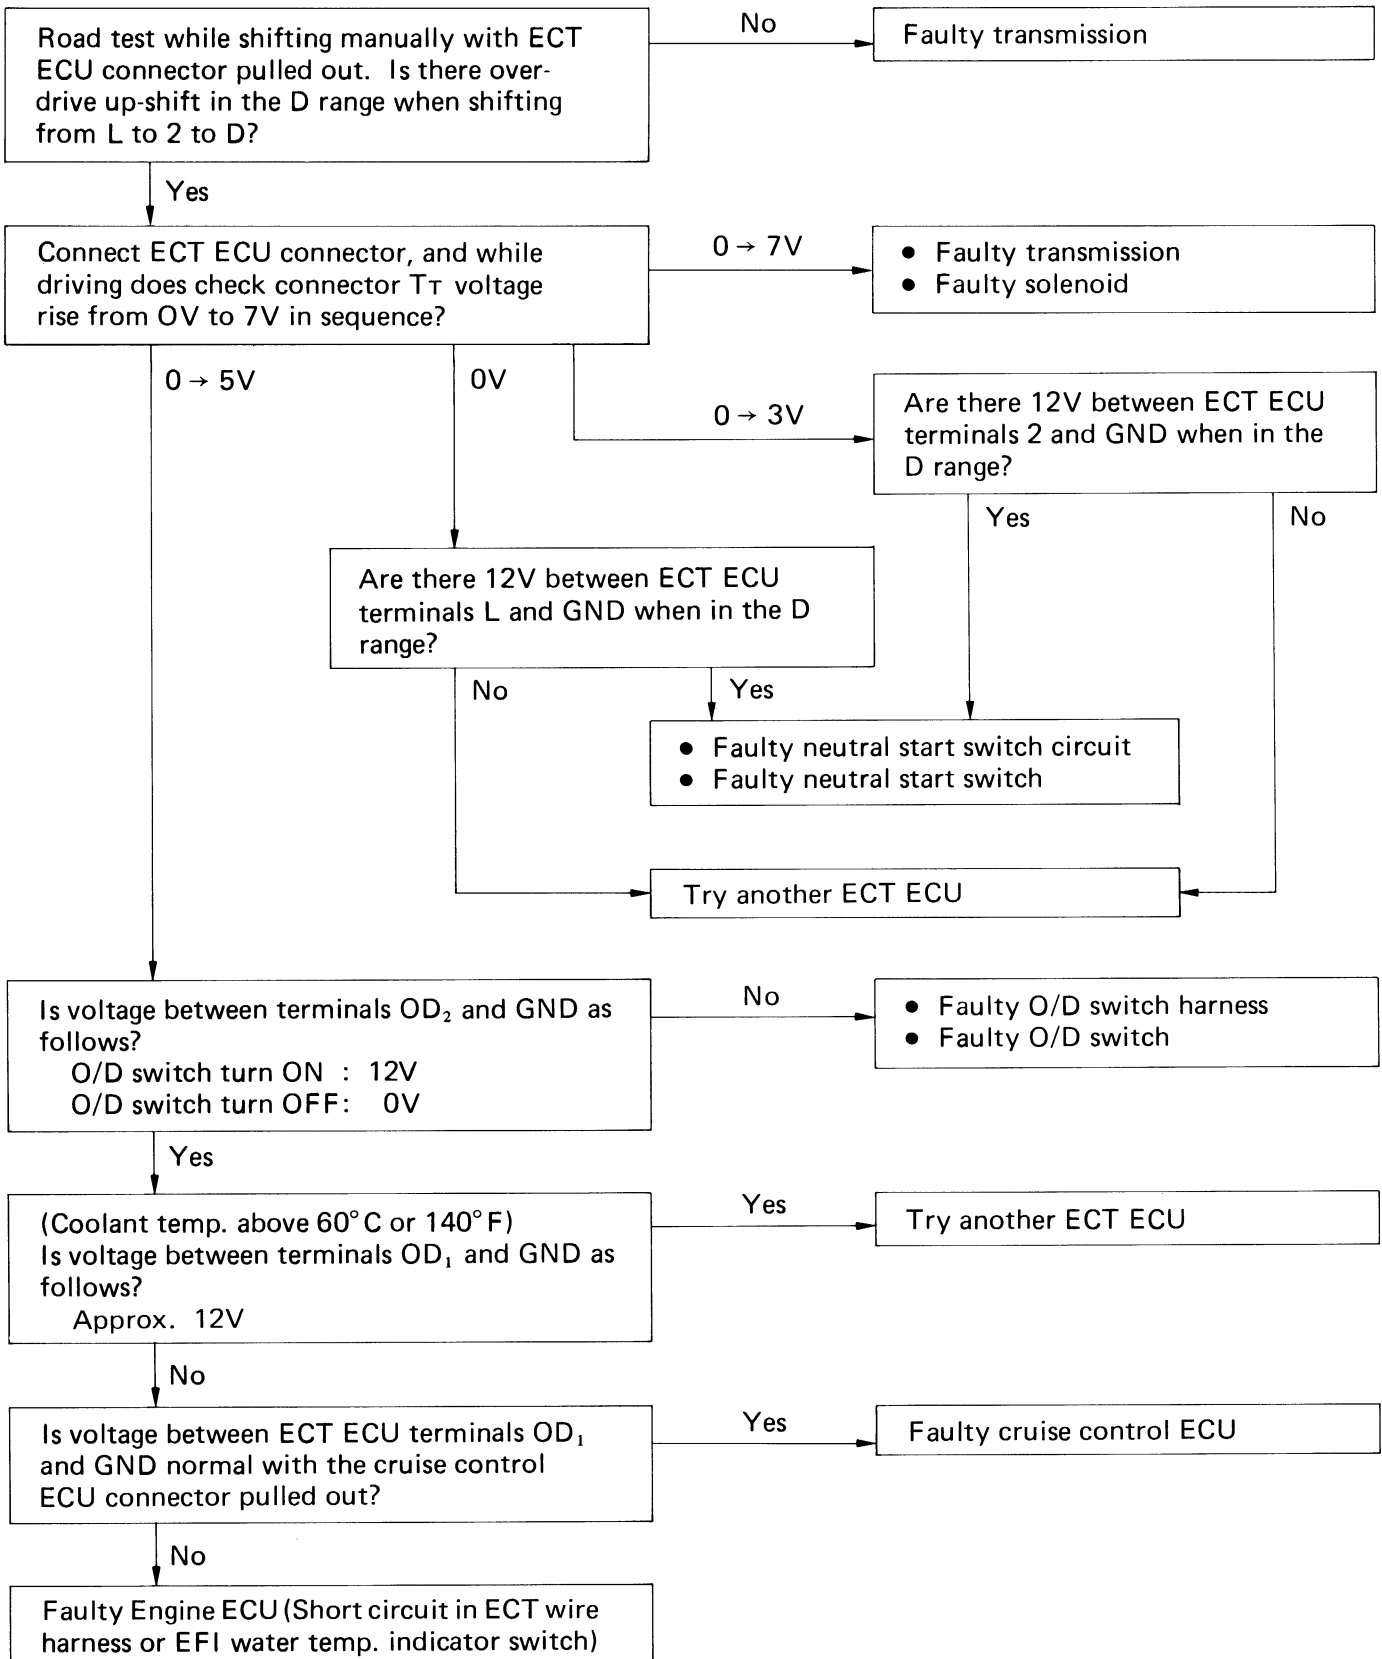 Road test while shifting manually with ECT
ECU connector pulled out. Is there over-
drive up-shift in the D range when shifting
from L to 2 to D?
No
Faulty transmission
Yes
Connect ECT ECU connector, and while
driving does check connector TT voltage
rise from 0V to 7V in sequence?
0 → 7V
● Faulty transmission
● Faulty solenoid
0 → 5V
0V
0 → 3V
Are there 12V between ECT ECU
terminals 2 and GND when in the
D range?
Yes
No
Are there 12V between ECT ECU
terminals L and GND when in the D
range?
No
Yes
● Faulty neutral start switch circuit
● Faulty neutral start switch
Try another ECT ECU
Is voltage between terminals OD₂ and GND as
follows?
O/D switch turn ON : 12V
O/D switch turn OFF: 0V
No
● Faulty O/D switch harness
● Faulty O/D switch
Yes
(Coolant temp. above 60°C or 140°F)
Is voltage between terminals OD₁ and GND as
follows?
Approx. 12V
Yes
Try another ECT ECU
No
Is voltage between ECT ECU terminals OD₁
and GND normal with the cruise control
ECU connector pulled out?
Yes
Faulty cruise control ECU
No
Faulty Engine ECU (Short circuit in ECT wire
harness or EFI water temp. indicator switch)